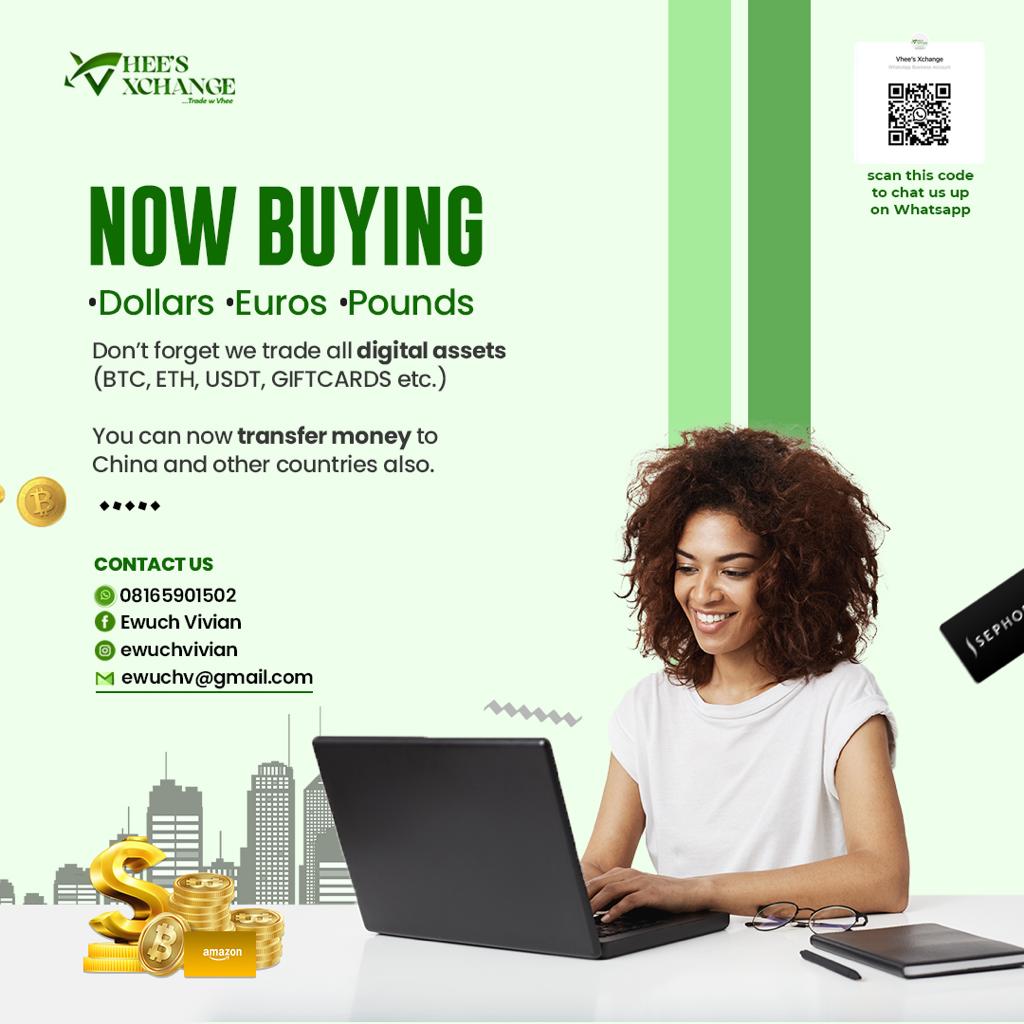 VHEE'S
XCHANGE
...Trade w Vhee
Vhee's Xchange
WhatsApp Business Account
scan this code
to chat us up
on Whatsapp
NOW BUYING
•Dollars •Euros •Pounds
Don't forget we trade all digital assets
(BTC, ETH, USDT, GIFTCARDS etc.)
You can now transfer money to
China and other countries also.
CONTACT US
08165901502
Ewuch Vivian
ewuchvivian
ewuchv@gmail.com
SEPHO
amazon